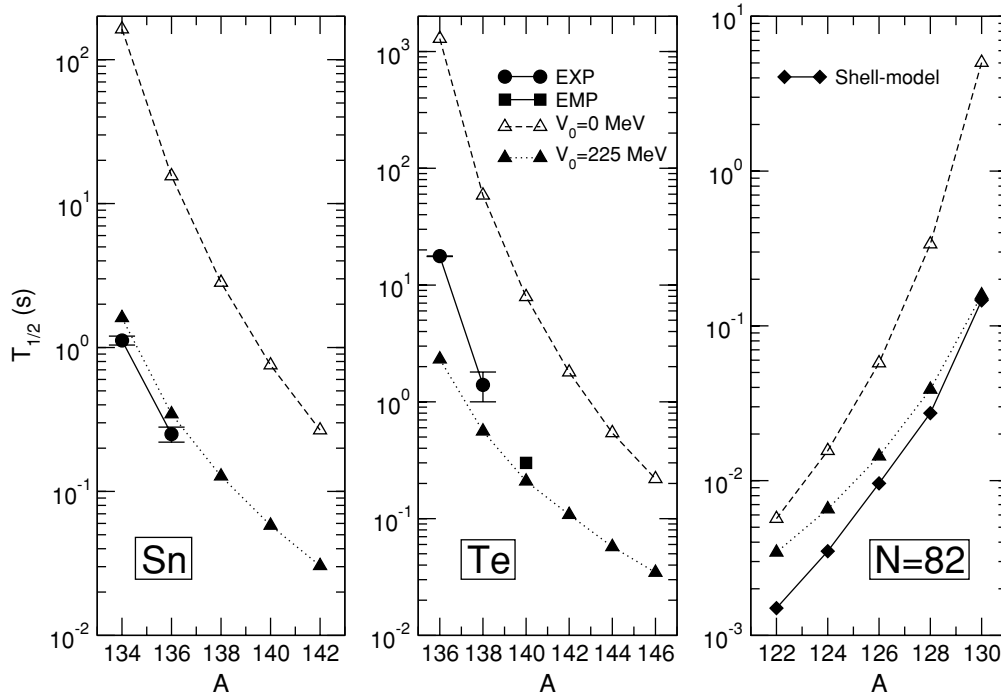 T_{1/2} (s)
10^2
10^1
10^0
10^{-1}
10^{-2}
134 136 138 140 142
A
Sn
10^3
10^2
10^1
10^0
10^{-1}
10^{-2}
136 138 140 142 144 146
A
Te
EXP
EMP
V_0=0 MeV
V_0=225 MeV
10^1
10^0
10^{-1}
10^{-2}
10^{-3}
122 124 126 128 130
A
N=82
Shell-model